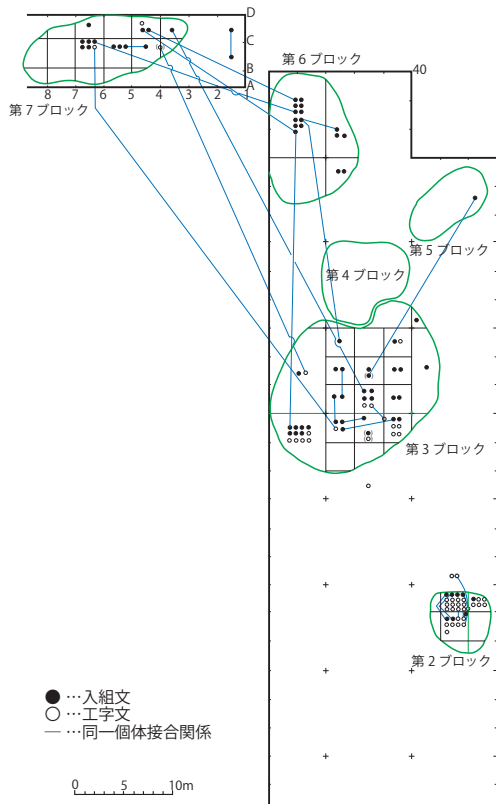 D
C
B
A
8 7 6 5 4 3 2 1
第7ブロック
第6ブロック
40
第5ブロック
第4ブロック
第3ブロック
第2ブロック
●…入組文
○…工字文
―…同一個体接合関係
0 5 10m